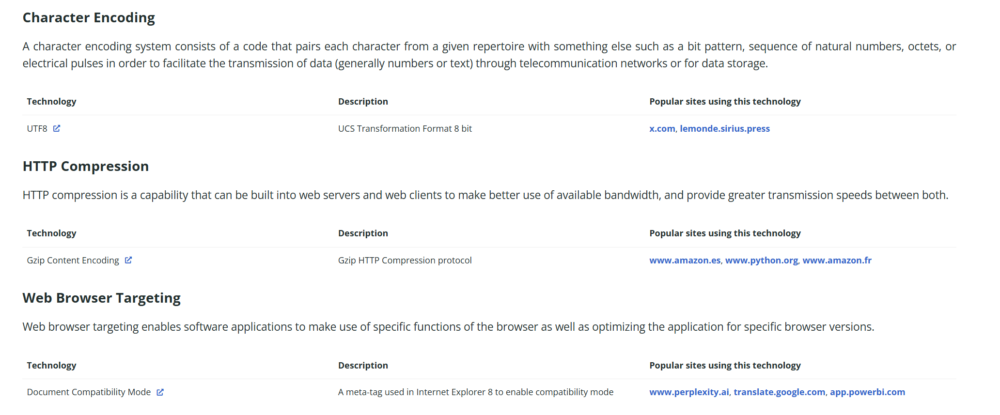 Character Encoding
A character encoding system consists of a code that pairs each character from a given repertoire with something else such as a bit pattern, sequence of natural numbers, octets, or
electrical pulses in order to facilitate the transmission of data (generally numbers or text) through telecommunication networks or for data storage.
Technology Description Popular sites using this technology
UTF8 UCS Transformation Format 8 bit x.com, lemonde.sirius.press
HTTP Compression
HTTP compression is a capability that can be built into web servers and web clients to make better use of available bandwidth, and provide greater transmission speeds between both.
Technology Description Popular sites using this technology
Gzip Content Encoding Gzip HTTP Compression protocol www.amazon.es, www.python.org, www.amazon.fr
Web Browser Targeting
Web browser targeting enables software applications to make use of specific functions of the browser as well as optimizing the application for specific browser versions.
Technology Description Popular sites using this technology
Document Compatibility Mode A meta-tag used in Internet Explorer 8 to enable compatibility mode www.perplexity.ai, translate.google.com, app.powerbi.com